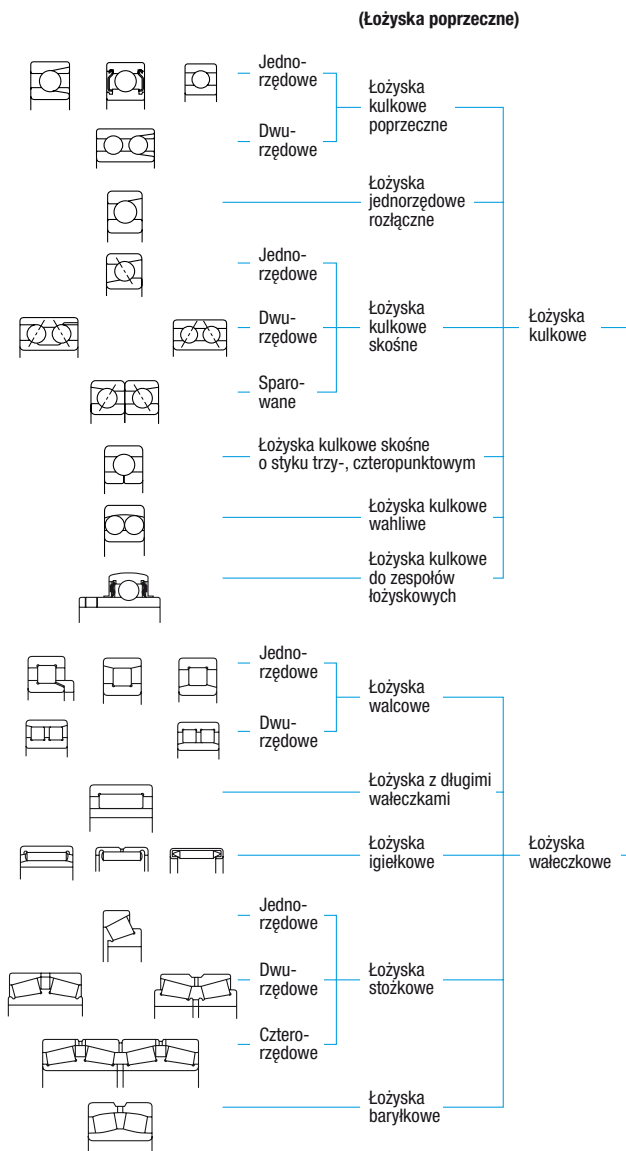 (Łożyska poprzeczne)
Jedno-
rzędowe
Dwu-
rzędowe
Łożyska
kulkowe
poprzeczne
Łożyska
jednorzędowe
rozłączne
Jedno-
rzędowe
Dwu-
rzędowe
Sparo-
wane
Łożyska
kulkowe
skośne
Łożyska kulkowe skośne
o styku trzy-, czteropunktowym
Łożyska kulkowe
wahliwe
Łożyska kulkowe
do zespołów
łożyskowych
Łożyska
kulkowe
Jedno-
rzędowe
Dwu-
rzędowe
Łożyska
walcowe
Łożyska z długimi
wałeczkami
Łożyska
igiełkowe
Jedno-
rzędowe
Dwu-
rzędowe
Cztero-
rzędowe
Łożyska
stożkowe
Łożyska
baryłkowe
Łożyska
wałeczkowe